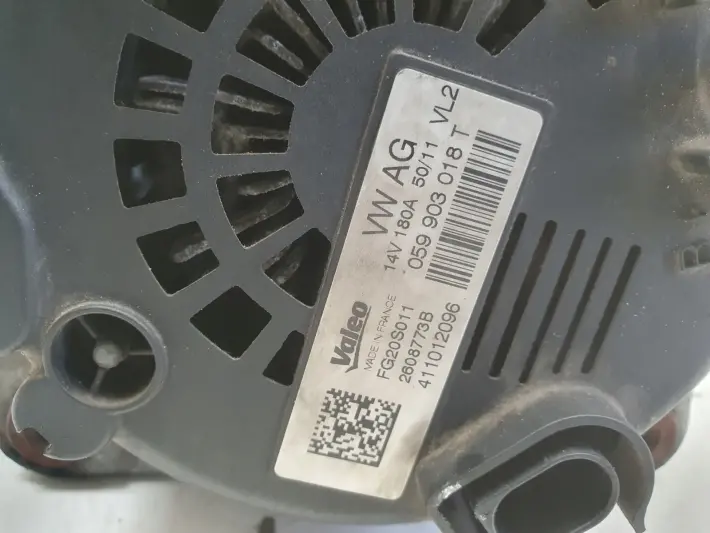 VW AG
14V 180A 50/11 VL2
059 903 018 T
Valeo
MADE IN FRANCE
FG20S011
2608773B
411012096